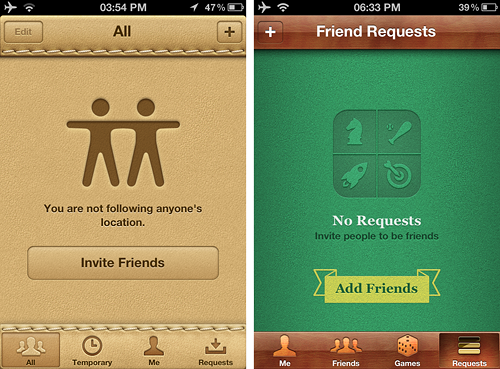 03:54 PM
47%
Edit
All
+
You are not following anyone's
location.
Invite Friends
All
Temporary
Me
Requests
06:33 PM
39%
+
Friend Requests
No Requests
Invite people to be friends
Add Friends
Me
Friends
Games
Requests